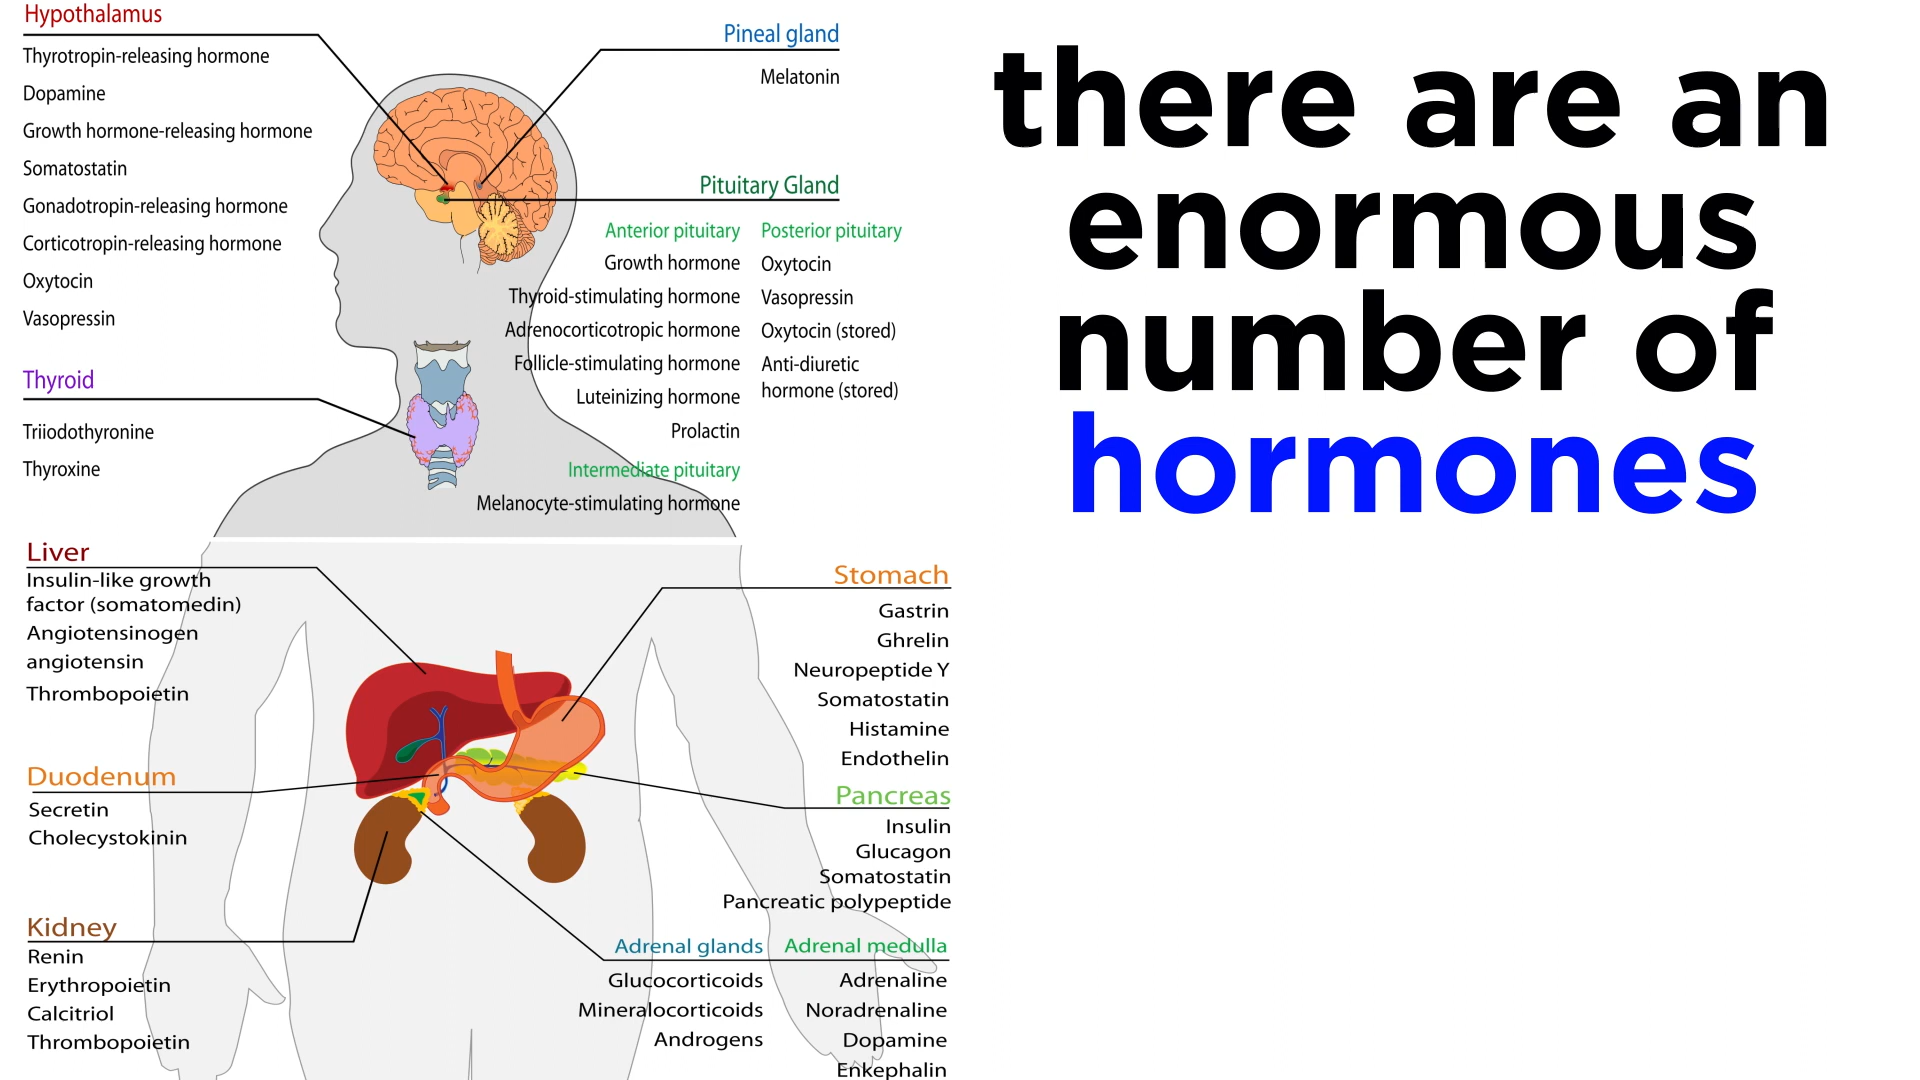 Hypothalamus
Thyrotropin-releasing hormone
Dopamine
Growth hormone-releasing hormone
Somatostatin
Gonadotropin-releasing hormone
Corticotropin-releasing hormone
Oxytocin
Vasopressin
Thyroid
Triiodothyronine
Thyroxine
Pineal gland
Melatonin
Pituitary Gland
Anterior pituitary
Growth hormone
Thyroid-stimulating hormone
Adrenocorticotropic hormone
Follicle-stimulating hormone
Luteinizing hormone
Prolactin
Intermediate pituitary
Melanocyte-stimulating hormone
Posterior pituitary
Oxytocin
Vasopressin
Oxytocin (stored)
Anti-diuretic
hormone (stored)
Liver
Insulin-like growth
factor (somatomedin)
Angiotensinogen
angiotensin
Thrombopoietin
Duodenum
Secretin
Cholecystokinin
Kidney
Renin
Erythropoietin
Calcitriol
Thrombopoietin
Stomach
Gastrin
Ghrelin
Neuropeptide Y
Somatostatin
Histamine
Endothelin
Pancreas
Insulin
Glucagon
Somatostatin
Pancreatic polypeptide
Adrenal glands
Glucocorticoids
Mineralocorticoids
Androgens
Adrenal medulla
Adrenaline
Noradrenaline
Dopamine
Enkephalin
there are an
enormous
number of
hormones